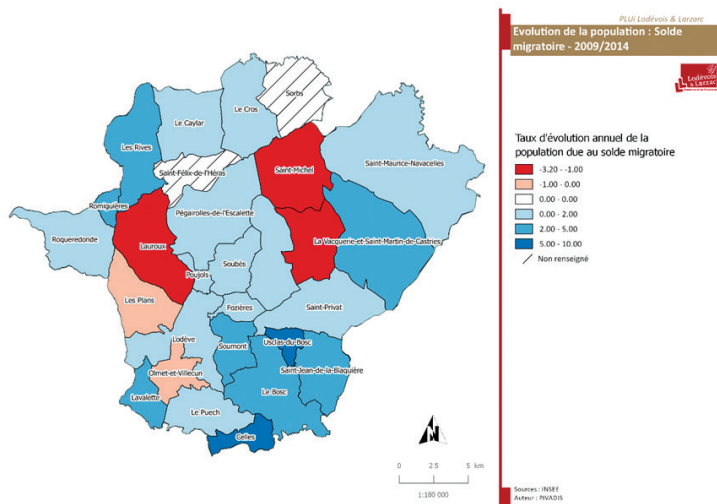 PLUi Lodévois & Larzarc
Evolution de la population : Solde
migratoire - 2009/2014
Lodévois
& Larzac
Taux d'évolution annuel de la
population due au solde migratoire
-3.20 - -1.00
-1.00 - 0.00
0.00 - 0.00
0.00 - 2.00
2.00 - 5.00
5.00 - 10.00
Non renseigné
Sorbs
Le Cros
Le Caylar
Les Rives
Saint-Félix-de-l'Héras
Saint-Michel
Saint-Maurice-Navacelles
Romiguières
Pégairolles-de-l'Escalette
Roqueredonde
Lauroux
La Vacquerie-et-Saint-Martin-de-Castries
Soubès
Poujols
Les Plans
Fozières
Saint-Privat
Lodève
Soumont
Usclas-du-Bosc
Olmet-et-Villecun
Saint-Jean-de-la-Blaquière
Lavalette
Le Bosc
Le Puech
Celles
N
0 2.5 5 km
1:180 000
Sources : INSEE
Auteur : PIVADIS